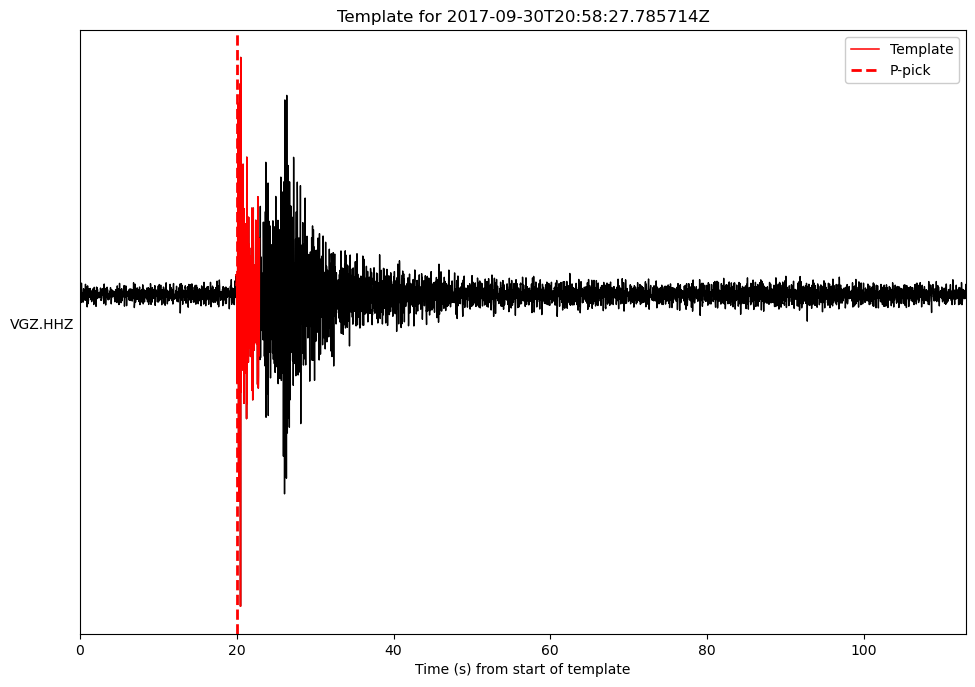 Template for 2017-09-30T20:58:27.785714Z
Template
P-pick
VGZ.HHZ
0 20 40 60 80 100
Time (s) from start of template